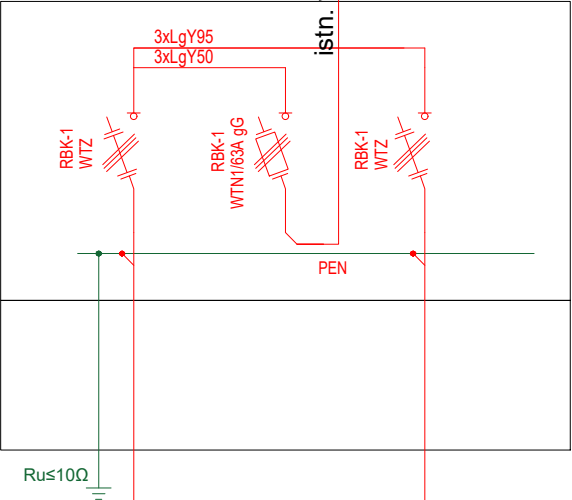 istn.
3xLgY95
3xLgY50
RBK-1
WTZ
RBK-1
WTN1/63A gG
RBK-1
WTZ
PEN
Ru≤10Ω